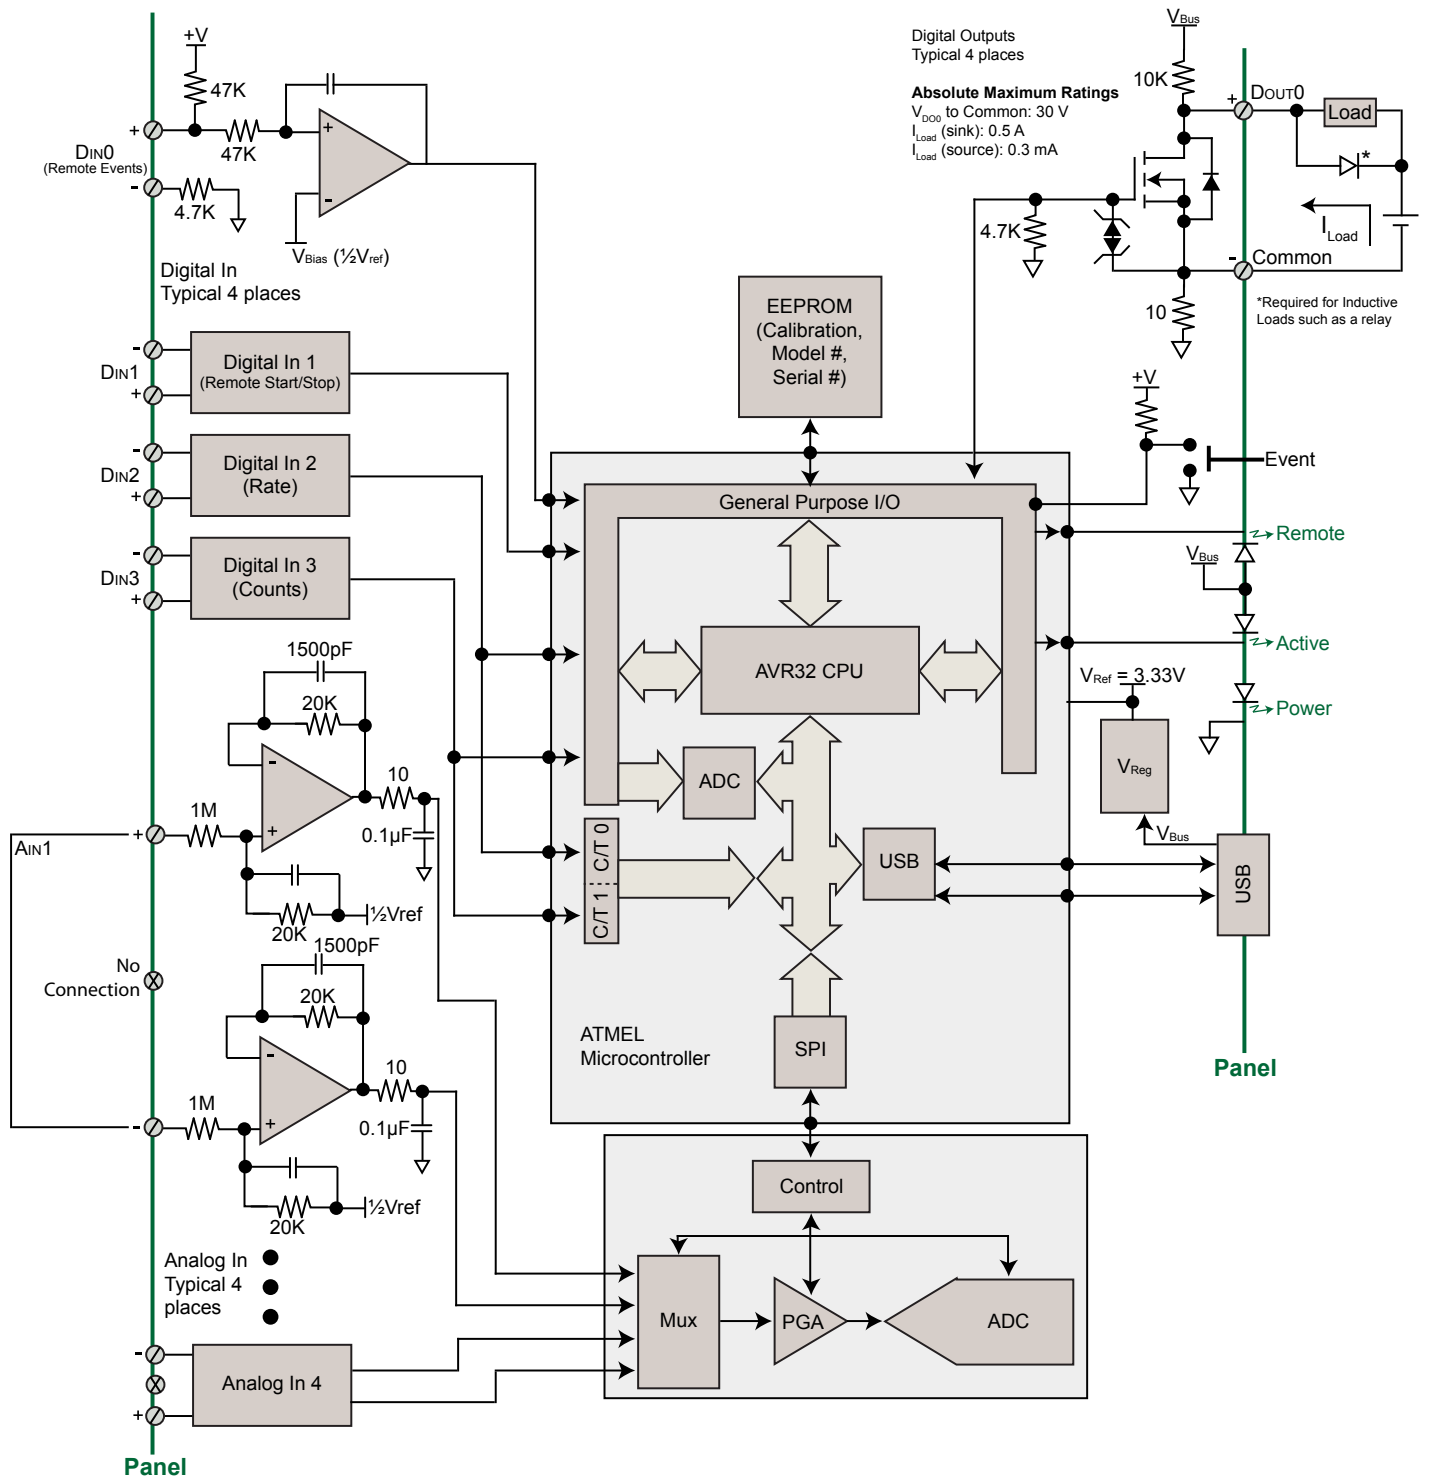 +V
47K
+
DIN0
(Remote Events)
47K
+
-
-
4.7K
VBias (½Vref)
Digital In
Typical 4 places
Digital Outputs
Typical 4 places
Absolute Maximum Ratings
VDO0 to Common: 30 V
ILoad (sink): 0.5 A
ILoad (source): 0.3 mA
VBus
10K
+
DOUT0
Load
*
4.7K
ILoad
-
Common
10
*Required for Inductive
Loads such as a relay
-
DIN1
+
Digital In 1
(Remote Start/Stop)
-
DIN2
+
Digital In 2
(Rate)
-
DIN3
+
Digital In 3
(Counts)
EEPROM
(Calibration,
Model #,
Serial #)
+V
Event
General Purpose I/O
Remote
VBus
Active
AVR32 CPU
VRef = 3.33V
Power
VReg
VBus
USB
ADC
C/T 0
C/T 1
USB
SPI
ATMEL
Microcontroller
Panel
1500pF
20K
-
+
10
1M
+
AIN1
0.1µF
½Vref
20K
1500pF
No
Connection
20K
-
+
10
1M
-
0.1µF
½Vref
20K
Analog In
Typical 4
places
Control
Mux
PGA
ADC
-
+
Analog In 4
Panel